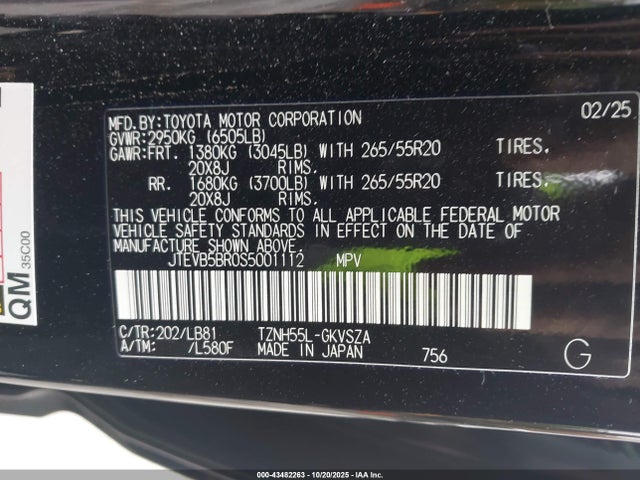 MFD.BY:TOYOTA MOTOR CORPORATION 02/25
GVWR:2950KG (6505LB)
GAWR:FRT. 1380KG (3045LB) WITH 265/55R20 TIRES,
20X8J RIMS,
RR. 1680KG (3700LB) WITH 265/55R20 TIRES,
20X8J RIMS.
THIS VEHICLE CONFORMS TO ALL APPLICABLE FEDERAL MOTOR
VEHICLE SAFETY STANDARDS IN EFFECT ON THE DATE OF
MANUFACTURE SHOWN ABOVE.
JTEVB5BR0S5001112 MPV
C/TR:202/LB81 TZNH55L-GKVSZA
A/TM: /L580F MADE IN JAPAN 756
G
QM
35C00
000-43482263 - 10/20/2025 - IAA Inc.